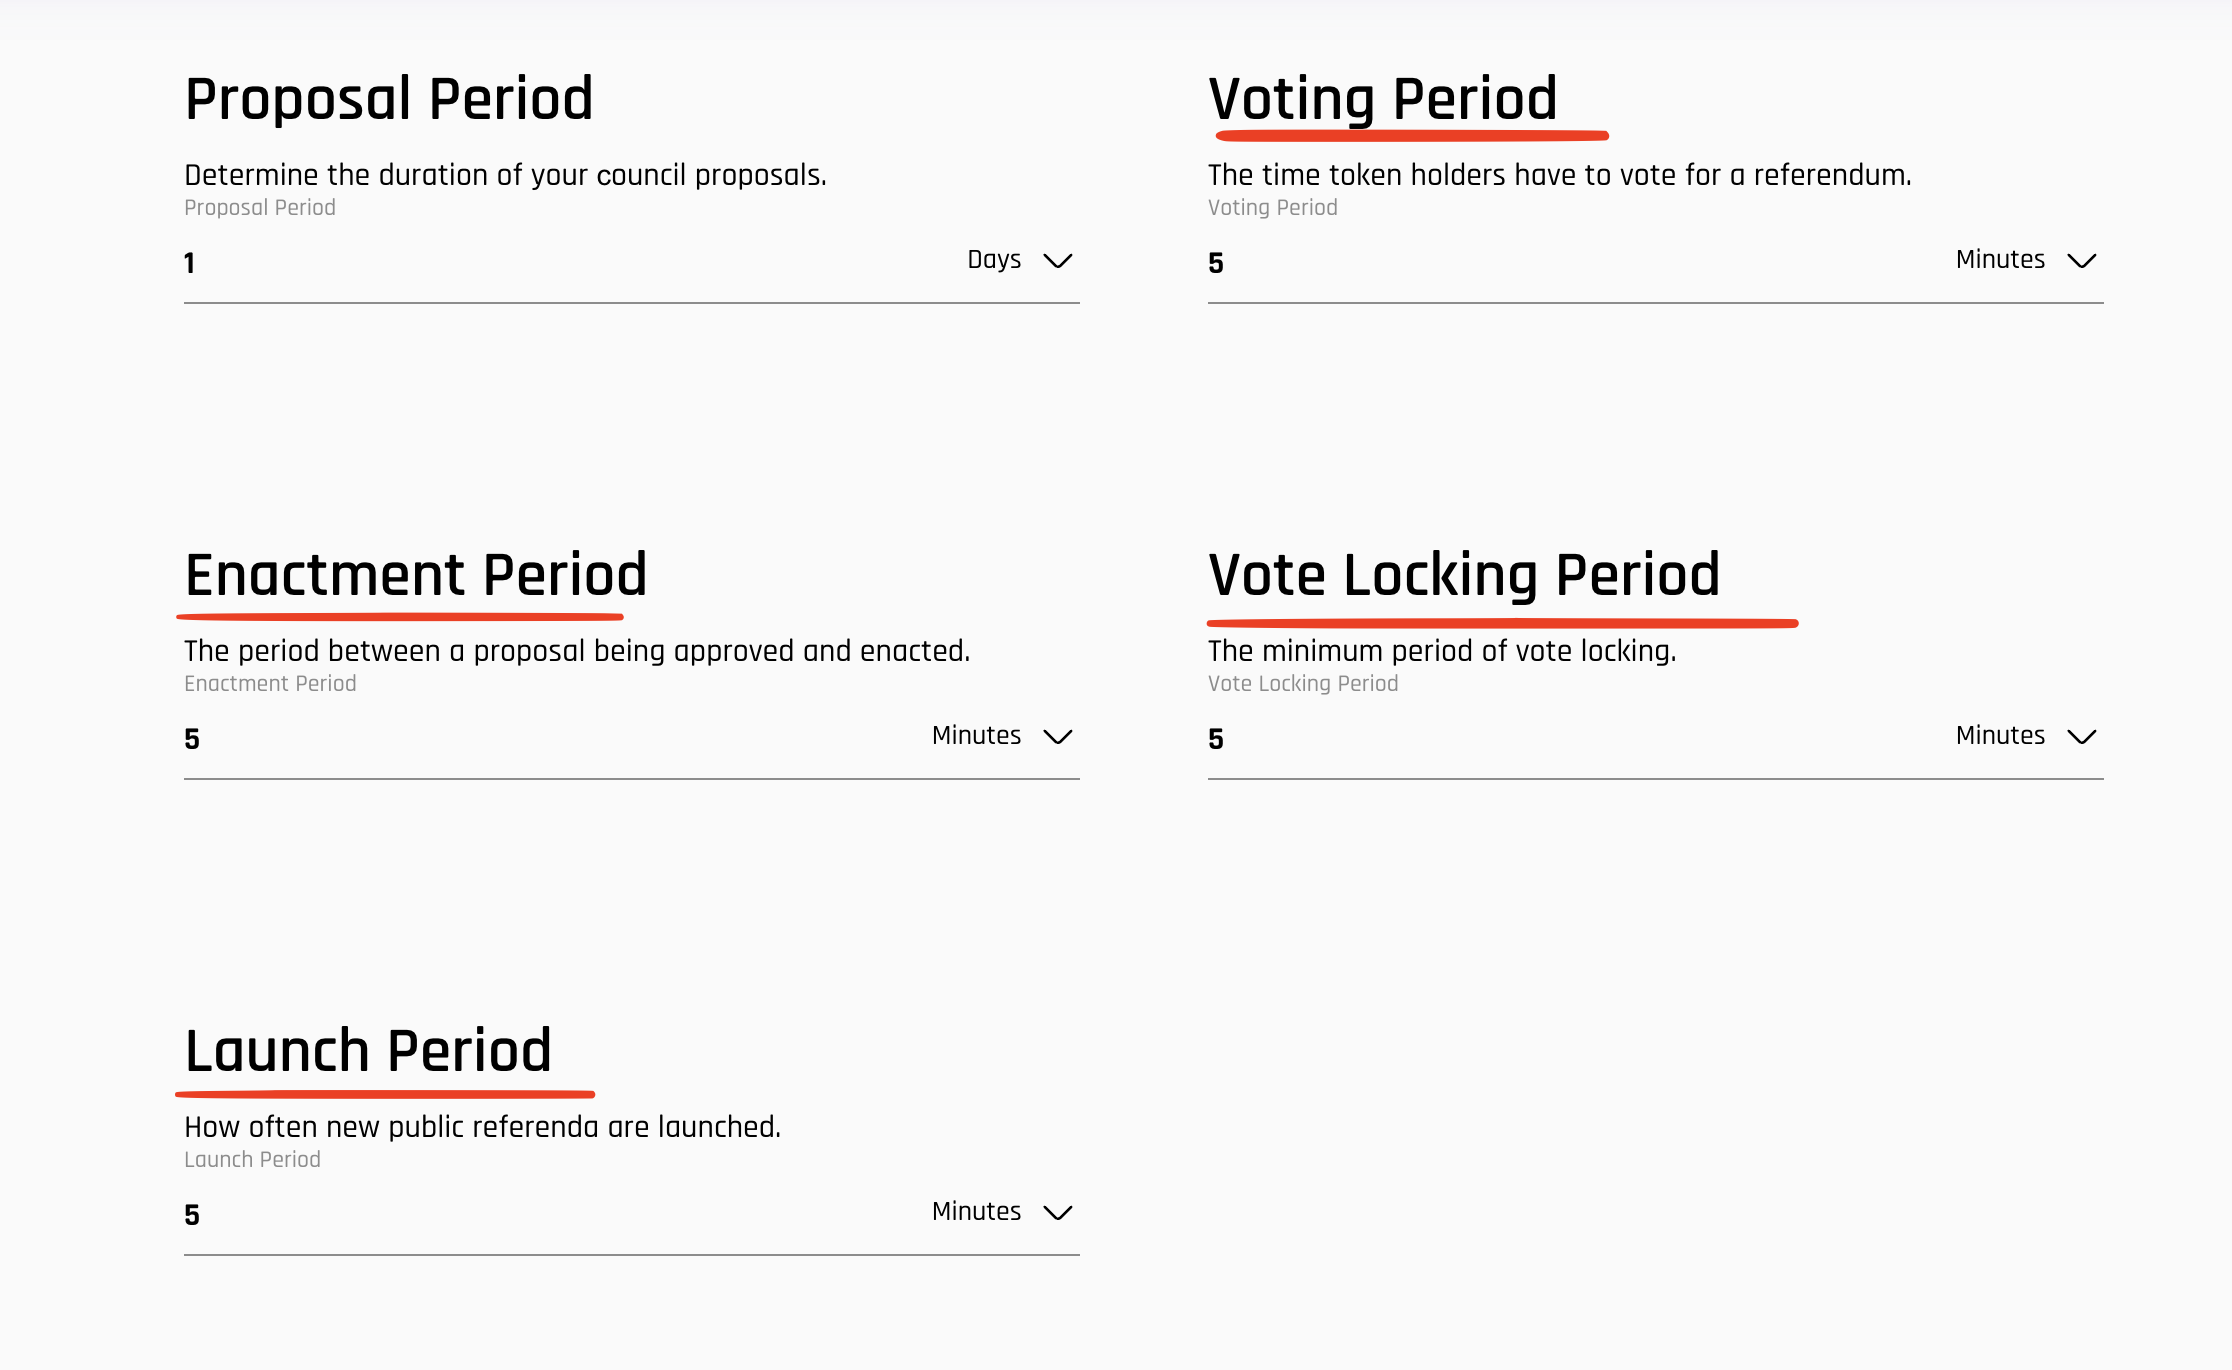 Proposal Period
Determine the duration of your council proposals.
Proposal Period
1 Days
Voting Period
The time token holders have to vote for a referendum.
Voting Period
5 Minutes
Enactment Period
The period between a proposal being approved and enacted.
Enactment Period
5 Minutes
Vote Locking Period
The minimum period of vote locking.
Vote Locking Period
5 Minutes
Launch Period
How often new public referenda are launched.
Launch Period
5 Minutes